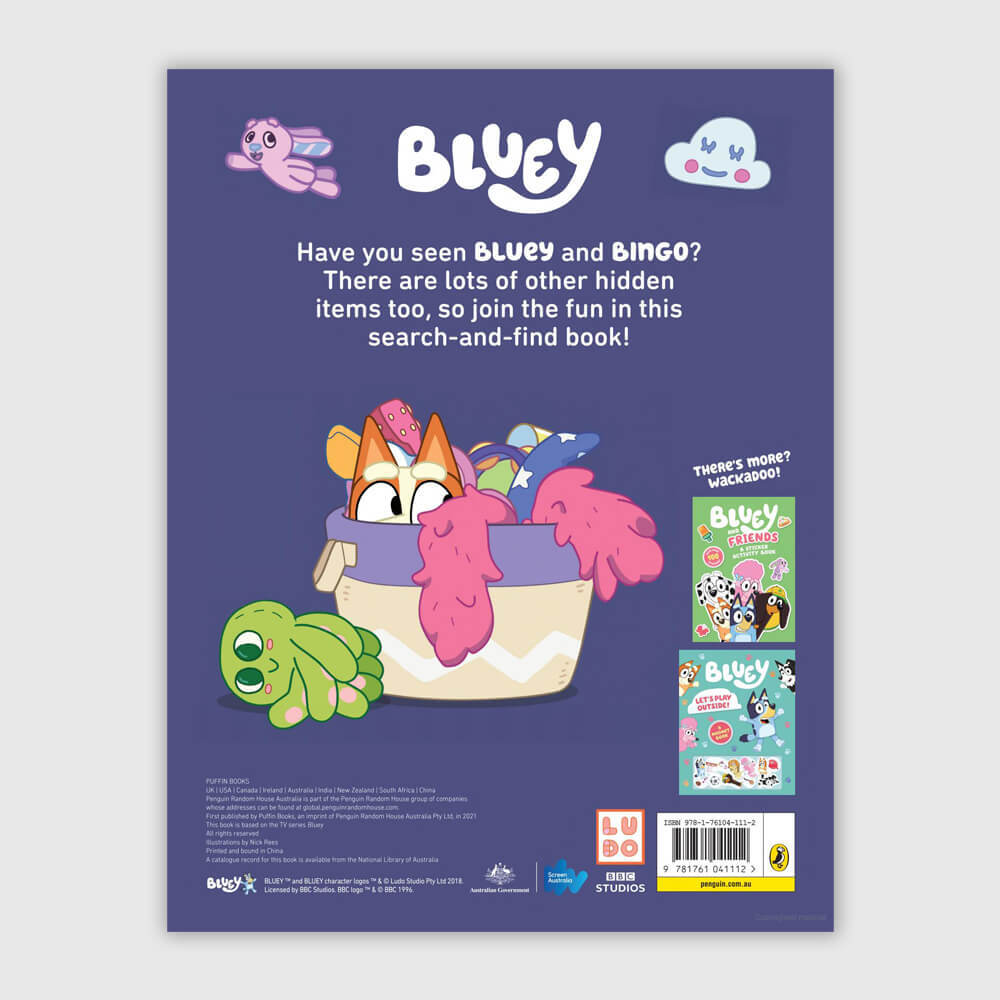 BLUEY
Have you seen BLUEY and BINGO?
There are lots of other hidden
items too, so join the fun in this
search-and-find book!
THERE'S MORE?
WACKADOO!
BLUEY
AND
FRIENDS
A STICKER
ACTIVITY BOOK
100
BLUEY
LET'S PLAY
OUTSIDE!
A MAGNET
BOOK
PUFFIN BOOKS
UK | USA | Canada | Ireland | Australia | India | New Zealand | South Africa | China
Penguin Random House Australia is part of the Penguin Random House group of companies
whose addresses can be found at global.penguinrandomhouse.com.
First published by Puffin Books, an imprint of Penguin Random House Australia Pty Ltd, in 2021
This book is based on the TV series Bluey
All rights reserved
Illustrations by Nick Rees
Printed and bound in China
A catalogue record for this book is available from the National Library of Australia
BLUEY
BLUEY ™ and BLUEY character logos ™ & © Ludo Studio Pty Ltd 2018.
Licensed by BBC Studios. BBC logo ™ & © BBC 1996.
Australian Government
Screen
Australia
LU
DO
BBC
STUDIOS
ISBN 978-1-76104-111-2
9 781761 041112 >
penguin.com.au
Copyrighted material